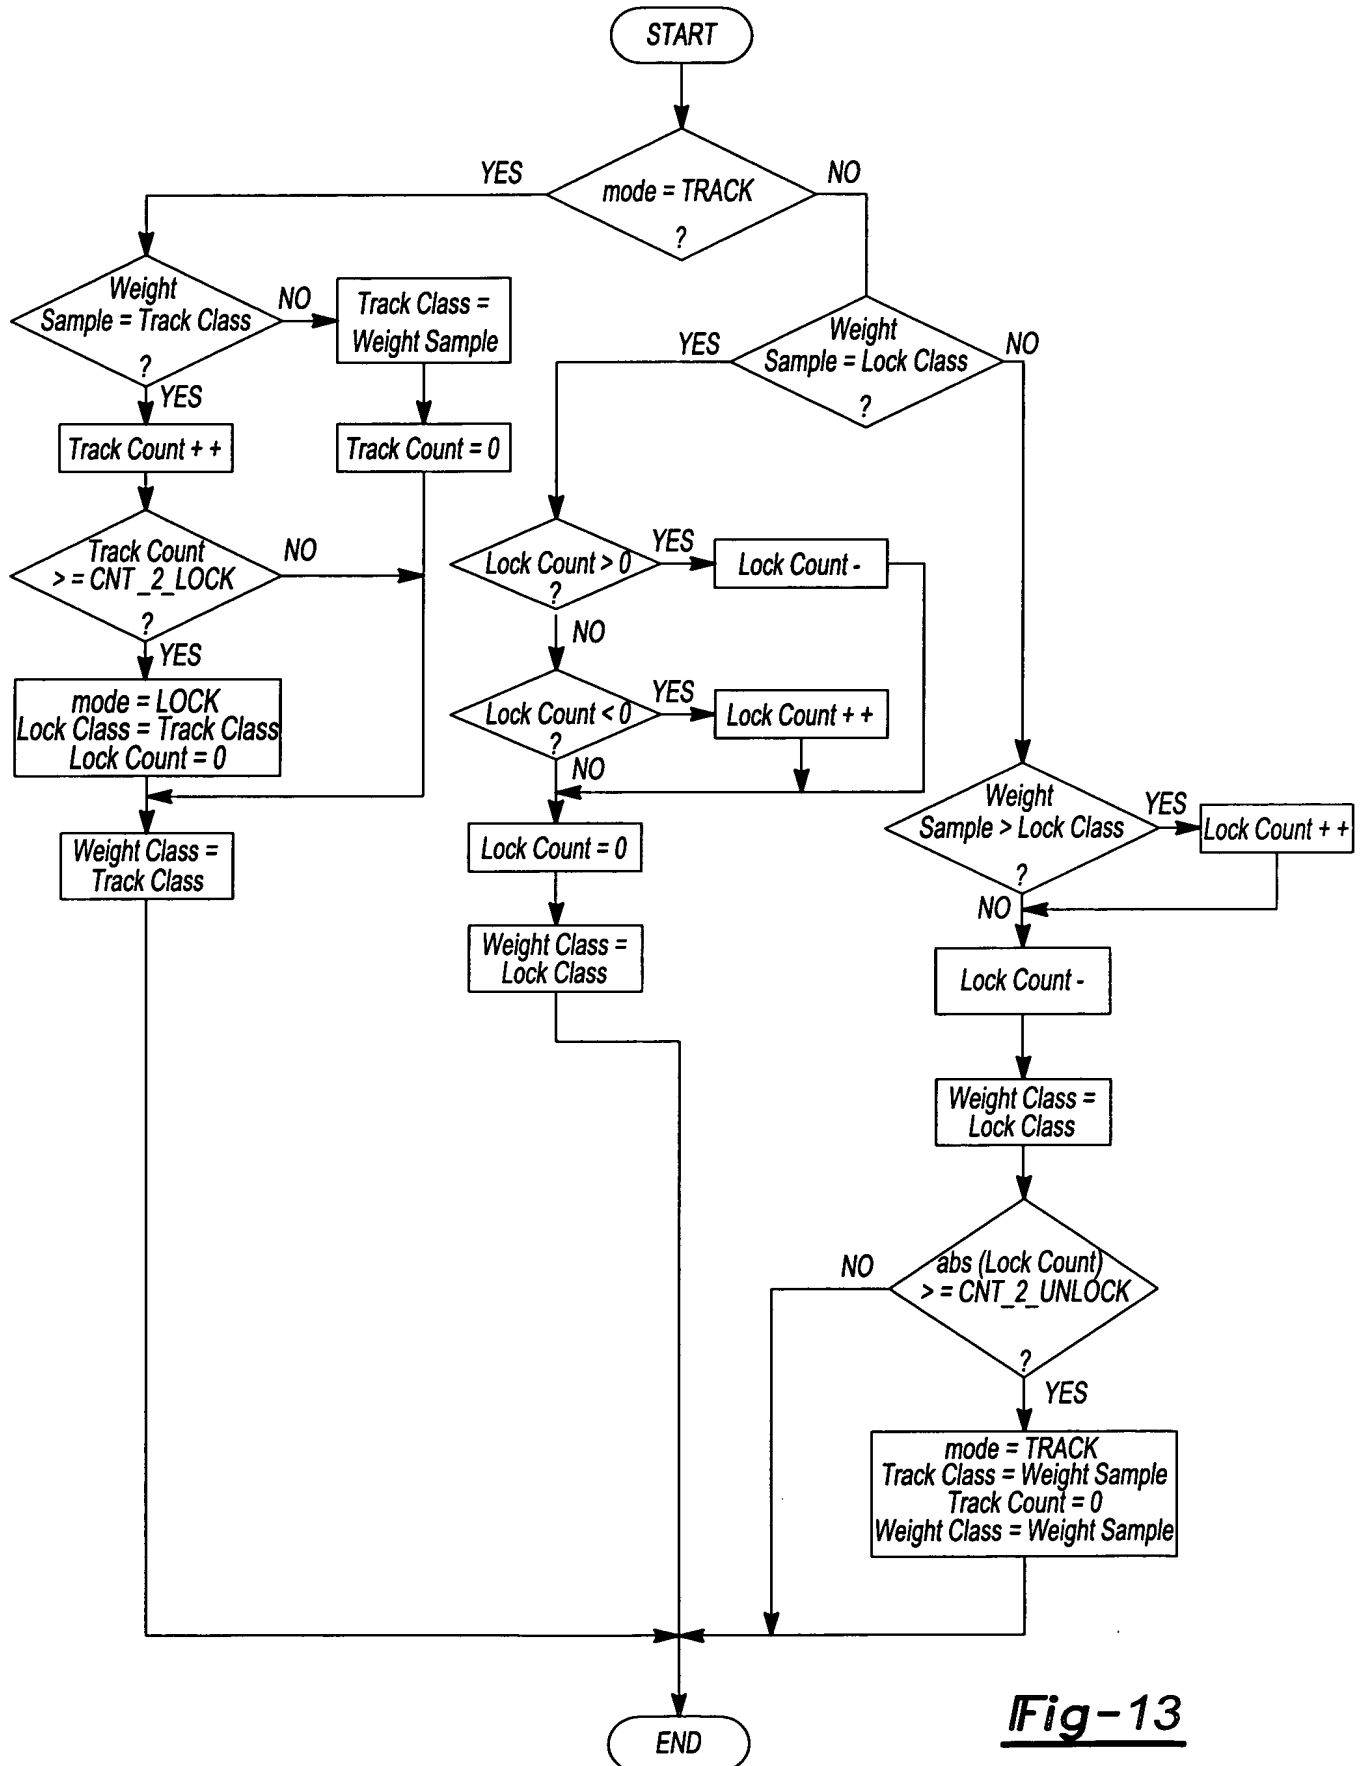 START
YES
NO
mode = TRACK
?
Weight
Sample = Track Class
?
NO
Track Class =
Weight Sample
YES
Track Count + +
Track Count = 0
Track Count
> = CNT_2_LOCK
?
NO
YES
mode = LOCK
Lock Class = Track Class
Lock Count = 0
Weight Class =
Track Class
Weight
Sample = Lock Class
?
YES
NO
Lock Count > 0
?
YES
Lock Count -
NO
Lock Count < 0
?
YES
Lock Count + +
NO
Lock Count = 0
Weight Class =
Lock Class
Weight
Sample > Lock Class
?
YES
Lock Count + +
NO
Lock Count -
Weight Class =
Lock Class
abs (Lock Count)
> = CNT_2_UNLOCK
?
NO
YES
mode = TRACK
Track Class = Weight Sample
Track Count = 0
Weight Class = Weight Sample
END
Fig-13